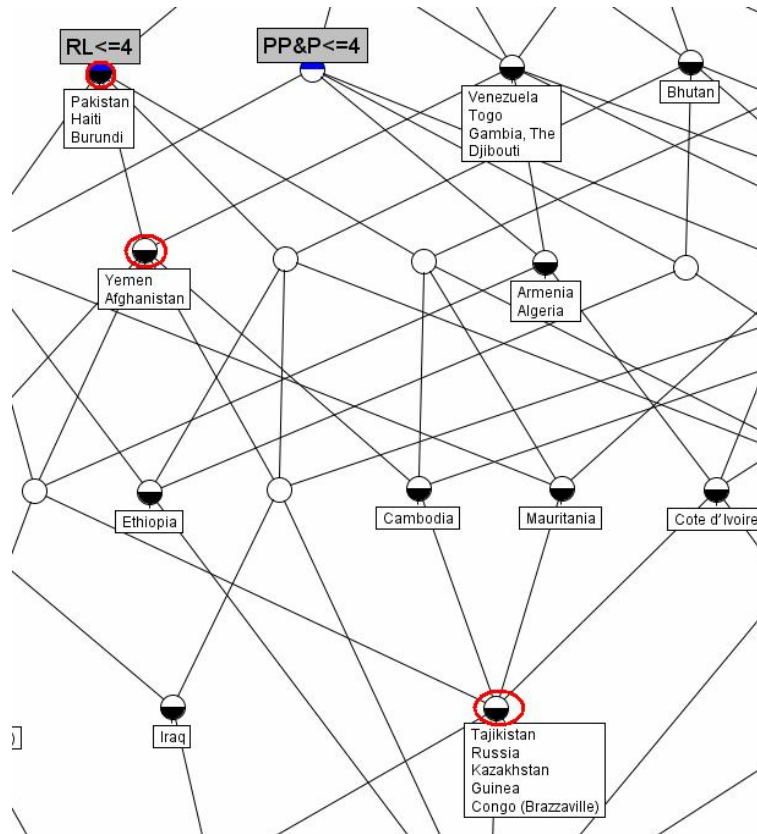 RL<=4
PP&P<=4
Pakistan
Haiti
Burundi
Venezuela
Togo
Gambia, The
Djibouti
Bhutan
Yemen
Afghanistan
Armenia
Algeria
Ethiopia
Cambodia
Mauritania
Cote d'Ivoire
)
Iraq
Tajikistan
Russia
Kazakhstan
Guinea
Congo (Brazzaville)